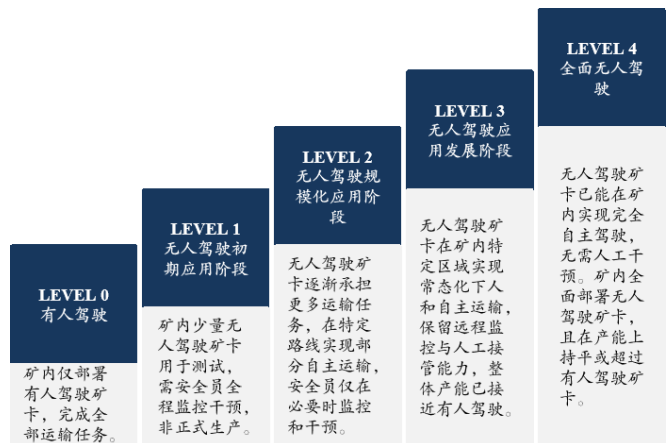 LEVEL 0
有人驾驶
矿内仅部署
有人驾驶矿
卡，完成全
部运输任务。
LEVEL 1
无人驾驶初
期应用阶段
矿内少量无
人驾驶矿卡
用于测试，
需安全员全
程监控干预，
非正式生产。
LEVEL 2
无人驾驶规
模化应用阶
段
无人驾驶矿
卡逐渐承担
更多运输任
务，在特定
路线实现部
分自主运输，
安全员仅在
必要时监控
和干预。
LEVEL 3
无人驾驶应
用发展阶段
无人驾驶矿
卡在矿内特
定区域实现
常态化下人
和自主运输，
保留远程监
控与人工接
管能力，整
体产能已接
近有人驾驶。
LEVEL 4
全面无人驾
驶
无人驾驶矿
卡已能在矿
内实现完全
自主驾驶，
无需人工干
预。矿内全
面部署无人
驾驶矿卡，
且在产能上
持平或超过
有人驾驶矿
卡。